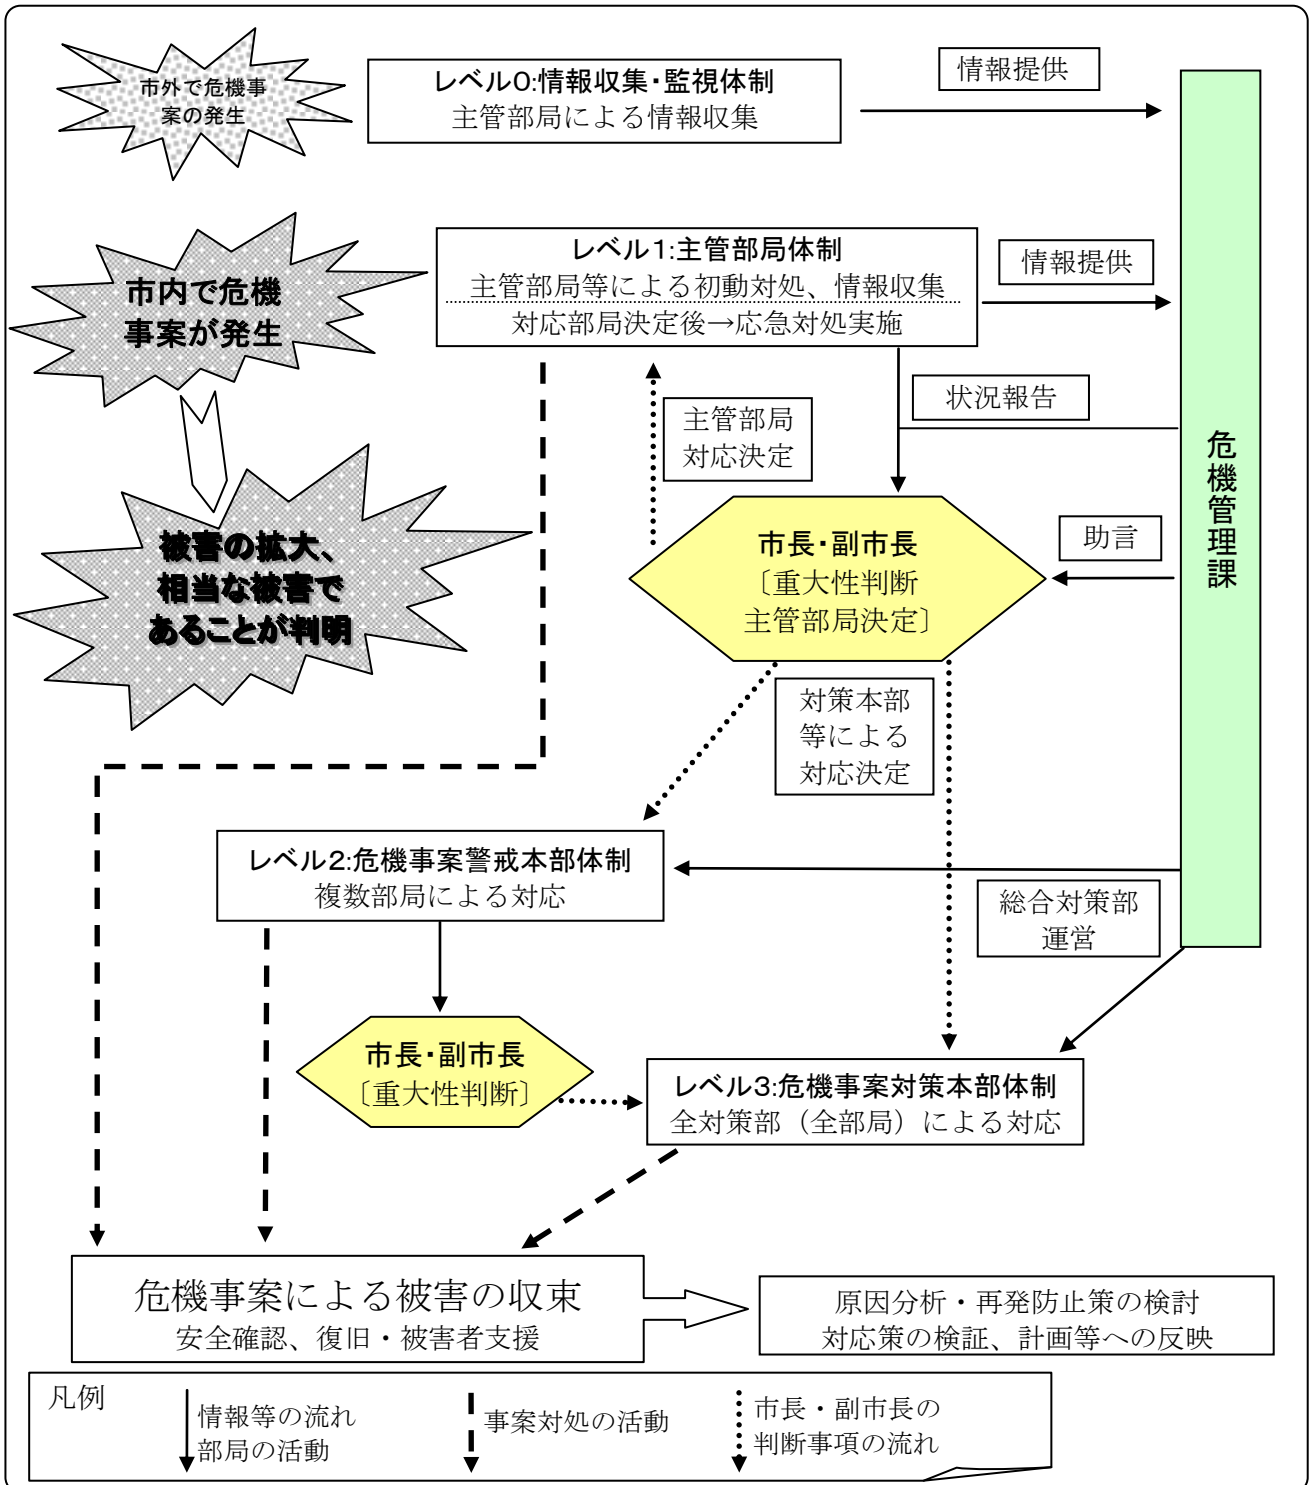 市外で危機事
案の発生
レベル0:情報収集・監視体制
主管部局による情報収集
情報提供
市内で危機
事案が発生
レベル1:主管部局体制
主管部局等による初動対処、情報収集
対応部局決定後→応急対処実施
情報提供
状況報告
主管部局
対応決定
危機管理課
被害の拡大、
相当な被害で
あることが判明
市長・副市長
〔重大性判断
主管部局決定〕
助言
対策本部
等による
対応決定
レベル2:危機事案警戒本部体制
複数部局による対応
総合対策部
運営
市長・副市長
〔重大性判断〕
レベル3:危機事案対策本部体制
全対策部（全部局）による対応
危機事案による被害の収束
安全確認、復旧・被害者支援
原因分析・再発防止策の検討
対応策の検証、計画等への反映
凡例
情報等の流れ
部局の活動
事案対処の活動
市長・副市長の
判断事項の流れ